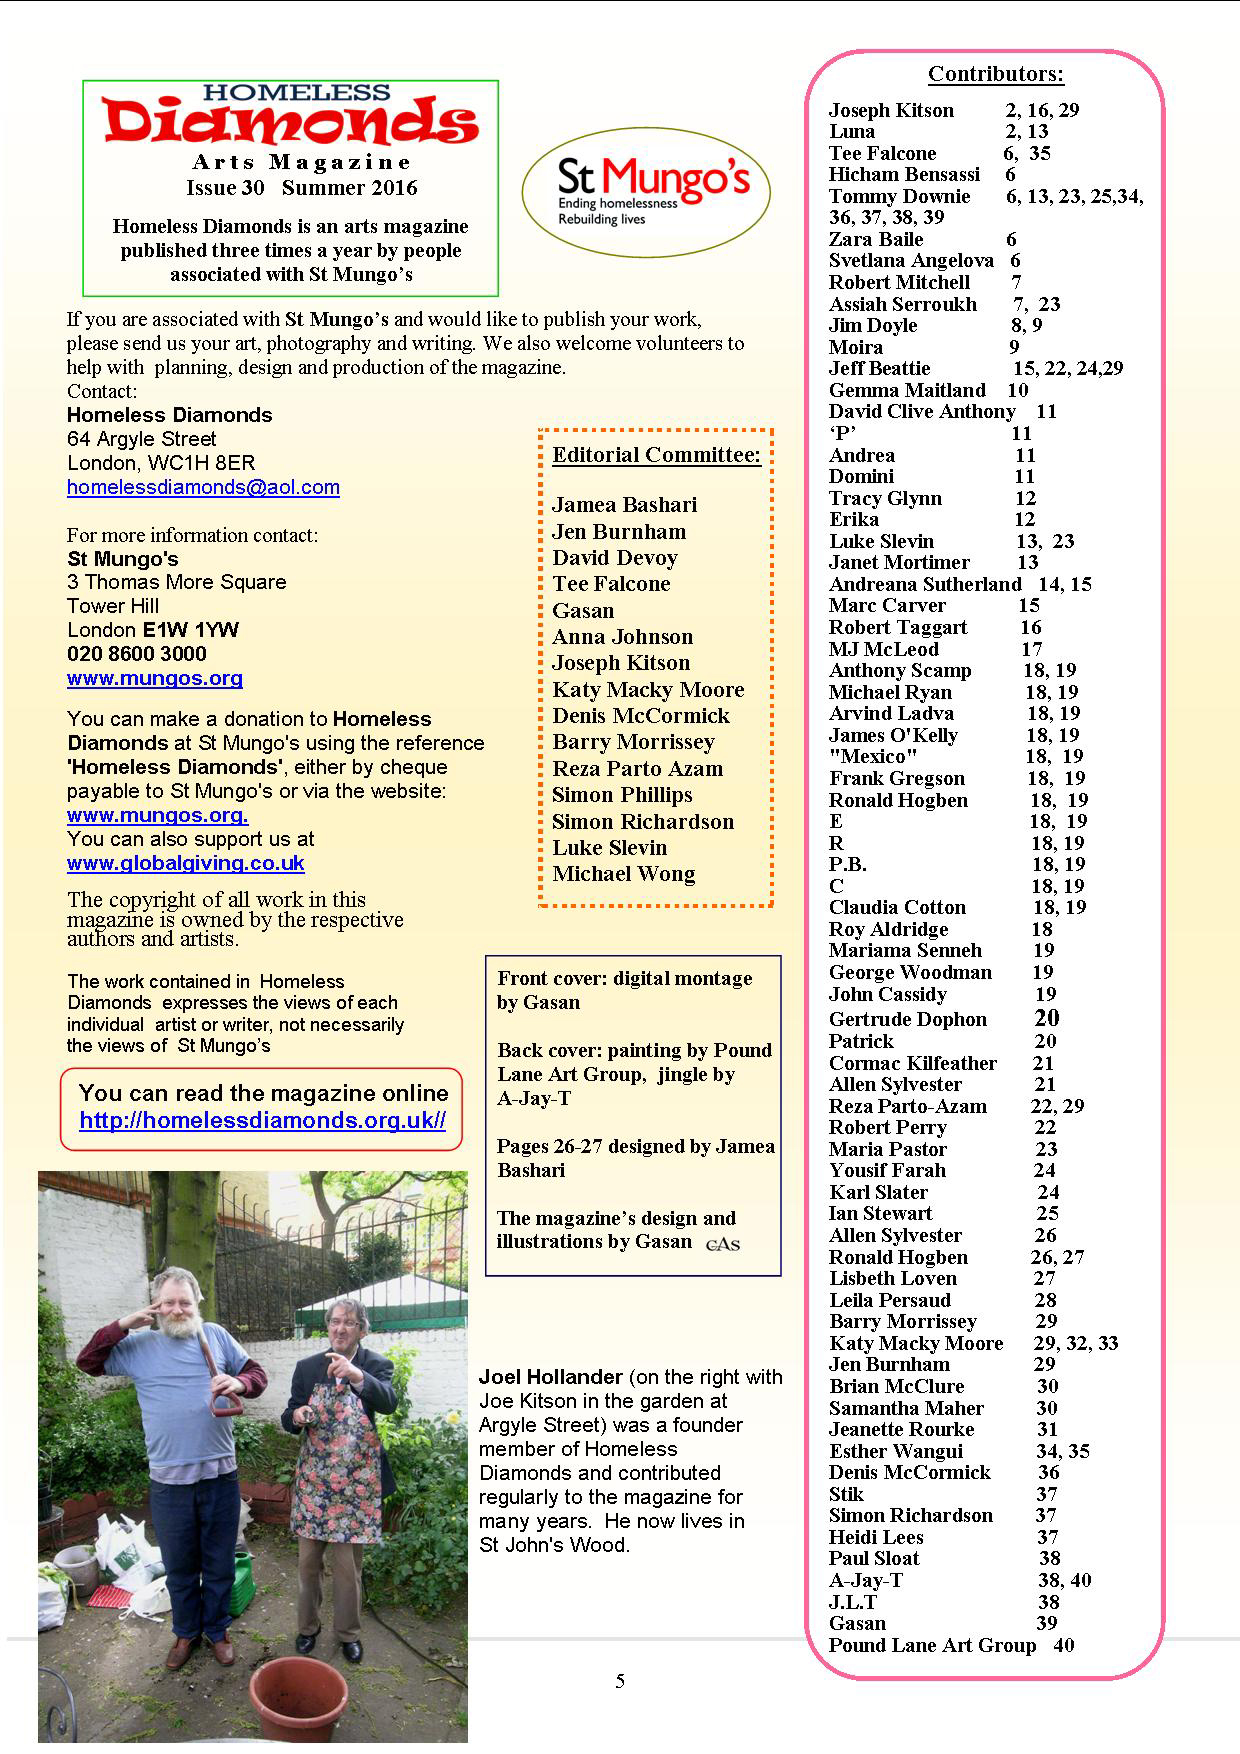 HOMELESS
Diamonds
Arts Magazine
Issue 30 Summer 2016
Homeless Diamonds is an arts magazine
published three times a year by people
associated with St Mungo's
St Mungo's
Ending homelessness
Rebuilding lives
If you are associated with St Mungo's and would like to publish your work,
please send us your art, photography and writing. We also welcome volunteers to
help with planning, design and production of the magazine.
Contact:
Homeless Diamonds
64 Argyle Street
London, WC1H 8ER
homelessdiamonds@aol.com
For more information contact:
St Mungo's
3 Thomas More Square
Tower Hill
London E1W 1YW
020 8600 3000
www.mungos.org
You can make a donation to Homeless
Diamonds at St Mungo's using the reference
'Homeless Diamonds', either by cheque
payable to St Mungo's or via the website:
www.mungos.org.
You can also support us at
www.globalgiving.co.uk
The copyright of all work in this
magazine is owned by the respective
authors and artists.
The work contained in Homeless
Diamonds expresses the views of each
individual artist or writer, not necessarily
the views of St Mungo's
You can read the magazine online
http://homelessdiamonds.org.uk//
Editorial Committee:
Jamea Bashari
Jen Burnham
David Devoy
Tee Falcone
Gasan
Anna Johnson
Joseph Kitson
Katy Macky Moore
Denis McCormick
Barry Morrissey
Reza Parto Azam
Simon Phillips
Simon Richardson
Luke Slevin
Michael Wong
Front cover: digital montage
by Gasan
Back cover: painting by Pound
Lane Art Group, jingle by
A-Jay-T
Pages 26-27 designed by Jamea
Bashari
The magazine's design and
illustrations by Gasan GAS
Joel Hollander (on the right with
Joe Kitson in the garden at
Argyle Street) was a founder
member of Homeless
Diamonds and contributed
regularly to the magazine for
many years. He now lives in
St John's Wood.
Contributors:
Joseph Kitson 2, 16, 29
Luna 2, 13
Tee Falcone 6, 35
Hicham Bensassi 6
Tommy Downie 6, 13, 23, 25,34,
36, 37, 38, 39
Zara Baile 6
Svetlana Angelova 6
Robert Mitchell 7
Assiah Serroukh 7, 23
Jim Doyle 8, 9
Moira 9
Jeff Beattie 15, 22, 24,29
Gemma Maitland 10
David Clive Anthony 11
‘P’ 11
Andrea 11
Domini 11
Tracy Glynn 12
Erika 12
Luke Slevin 13, 23
Janet Mortimer 13
Andreana Sutherland 14, 15
Marc Carver 15
Robert Taggart 16
MJ McLeod 17
Anthony Scamp 18, 19
Michael Ryan 18, 19
Arvind Ladva 18, 19
James O'Kelly 18, 19
"Mexico" 18, 19
Frank Gregson 18, 19
Ronald Hogben 18, 19
E 18, 19
R 18, 19
P.B. 18, 19
C 18, 19
Claudia Cotton 18, 19
Roy Aldridge 18
Mariama Senneh 19
George Woodman 19
John Cassidy 19
Gertrude Dophon 20
Patrick 20
Cormac Kilfeather 21
Allen Sylvester 21
Reza Parto-Azam 22, 29
Robert Perry 22
Maria Pastor 23
Yousif Farah 24
Karl Slater 24
Ian Stewart 25
Allen Sylvester 26
Ronald Hogben 26, 27
Lisbeth Loven 27
Leila Persaud 28
Barry Morrissey 29
Katy Macky Moore 29, 32, 33
Jen Burnham 29
Brian McClure 30
Samantha Maher 30
Jeanette Rourke 31
Esther Wangui 34, 35
Denis McCormick 36
Stik 37
Simon Richardson 37
Heidi Lees 37
Paul Sloat 38
A-Jay-T 38, 40
J.L.T 38
Gasan 39
Pound Lane Art Group 40
5